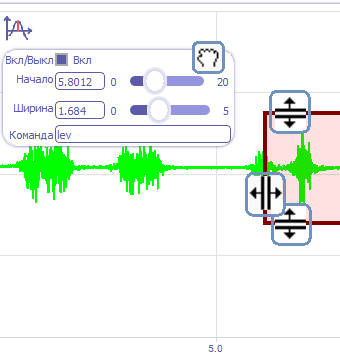 Вкл/Выкл Вкл
Начало 5.8012 0 20
Ширина 1.684 0 5
Команда lev
5.0